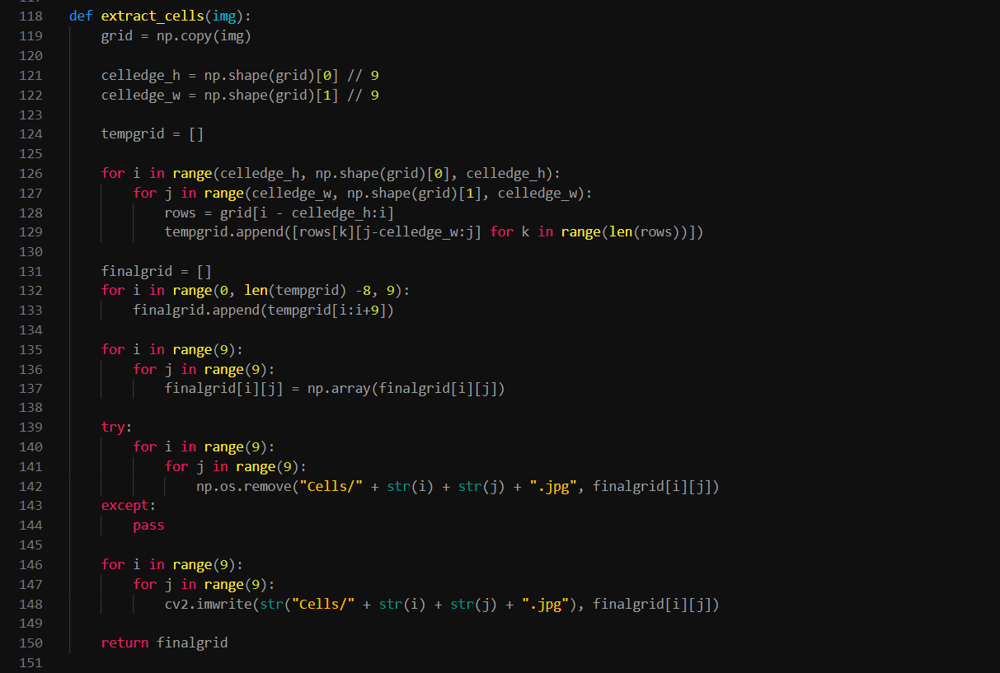 118 def extract_cells(img):
119     grid = np.copy(img)
120
121     celledge_h = np.shape(grid)[0] // 9
122     celledge_w = np.shape(grid)[1] // 9
123
124     tempgrid = []
125
126     for i in range(celledge_h, np.shape(grid)[0], celledge_h):
127         for j in range(celledge_w, np.shape(grid)[1], celledge_w):
128             rows = grid[i - celledge_h:i]
129             tempgrid.append([rows[k][j-celledge_w:j] for k in range(len(rows))])
130
131     finalgrid = []
132     for i in range(0, len(tempgrid) -8, 9):
133         finalgrid.append(tempgrid[i:i+9])
134
135     for i in range(9):
136         for j in range(9):
137             finalgrid[i][j] = np.array(finalgrid[i][j])
138
139     try:
140         for i in range(9):
141             for j in range(9):
142                 np.os.remove("Cells/" + str(i) + str(j) + ".jpg", finalgrid[i][j])
143     except:
144         pass
145
146     for i in range(9):
147         for j in range(9):
148             cv2.imwrite(str("Cells/" + str(i) + str(j) + ".jpg"), finalgrid[i][j])
149
150     return finalgrid
151